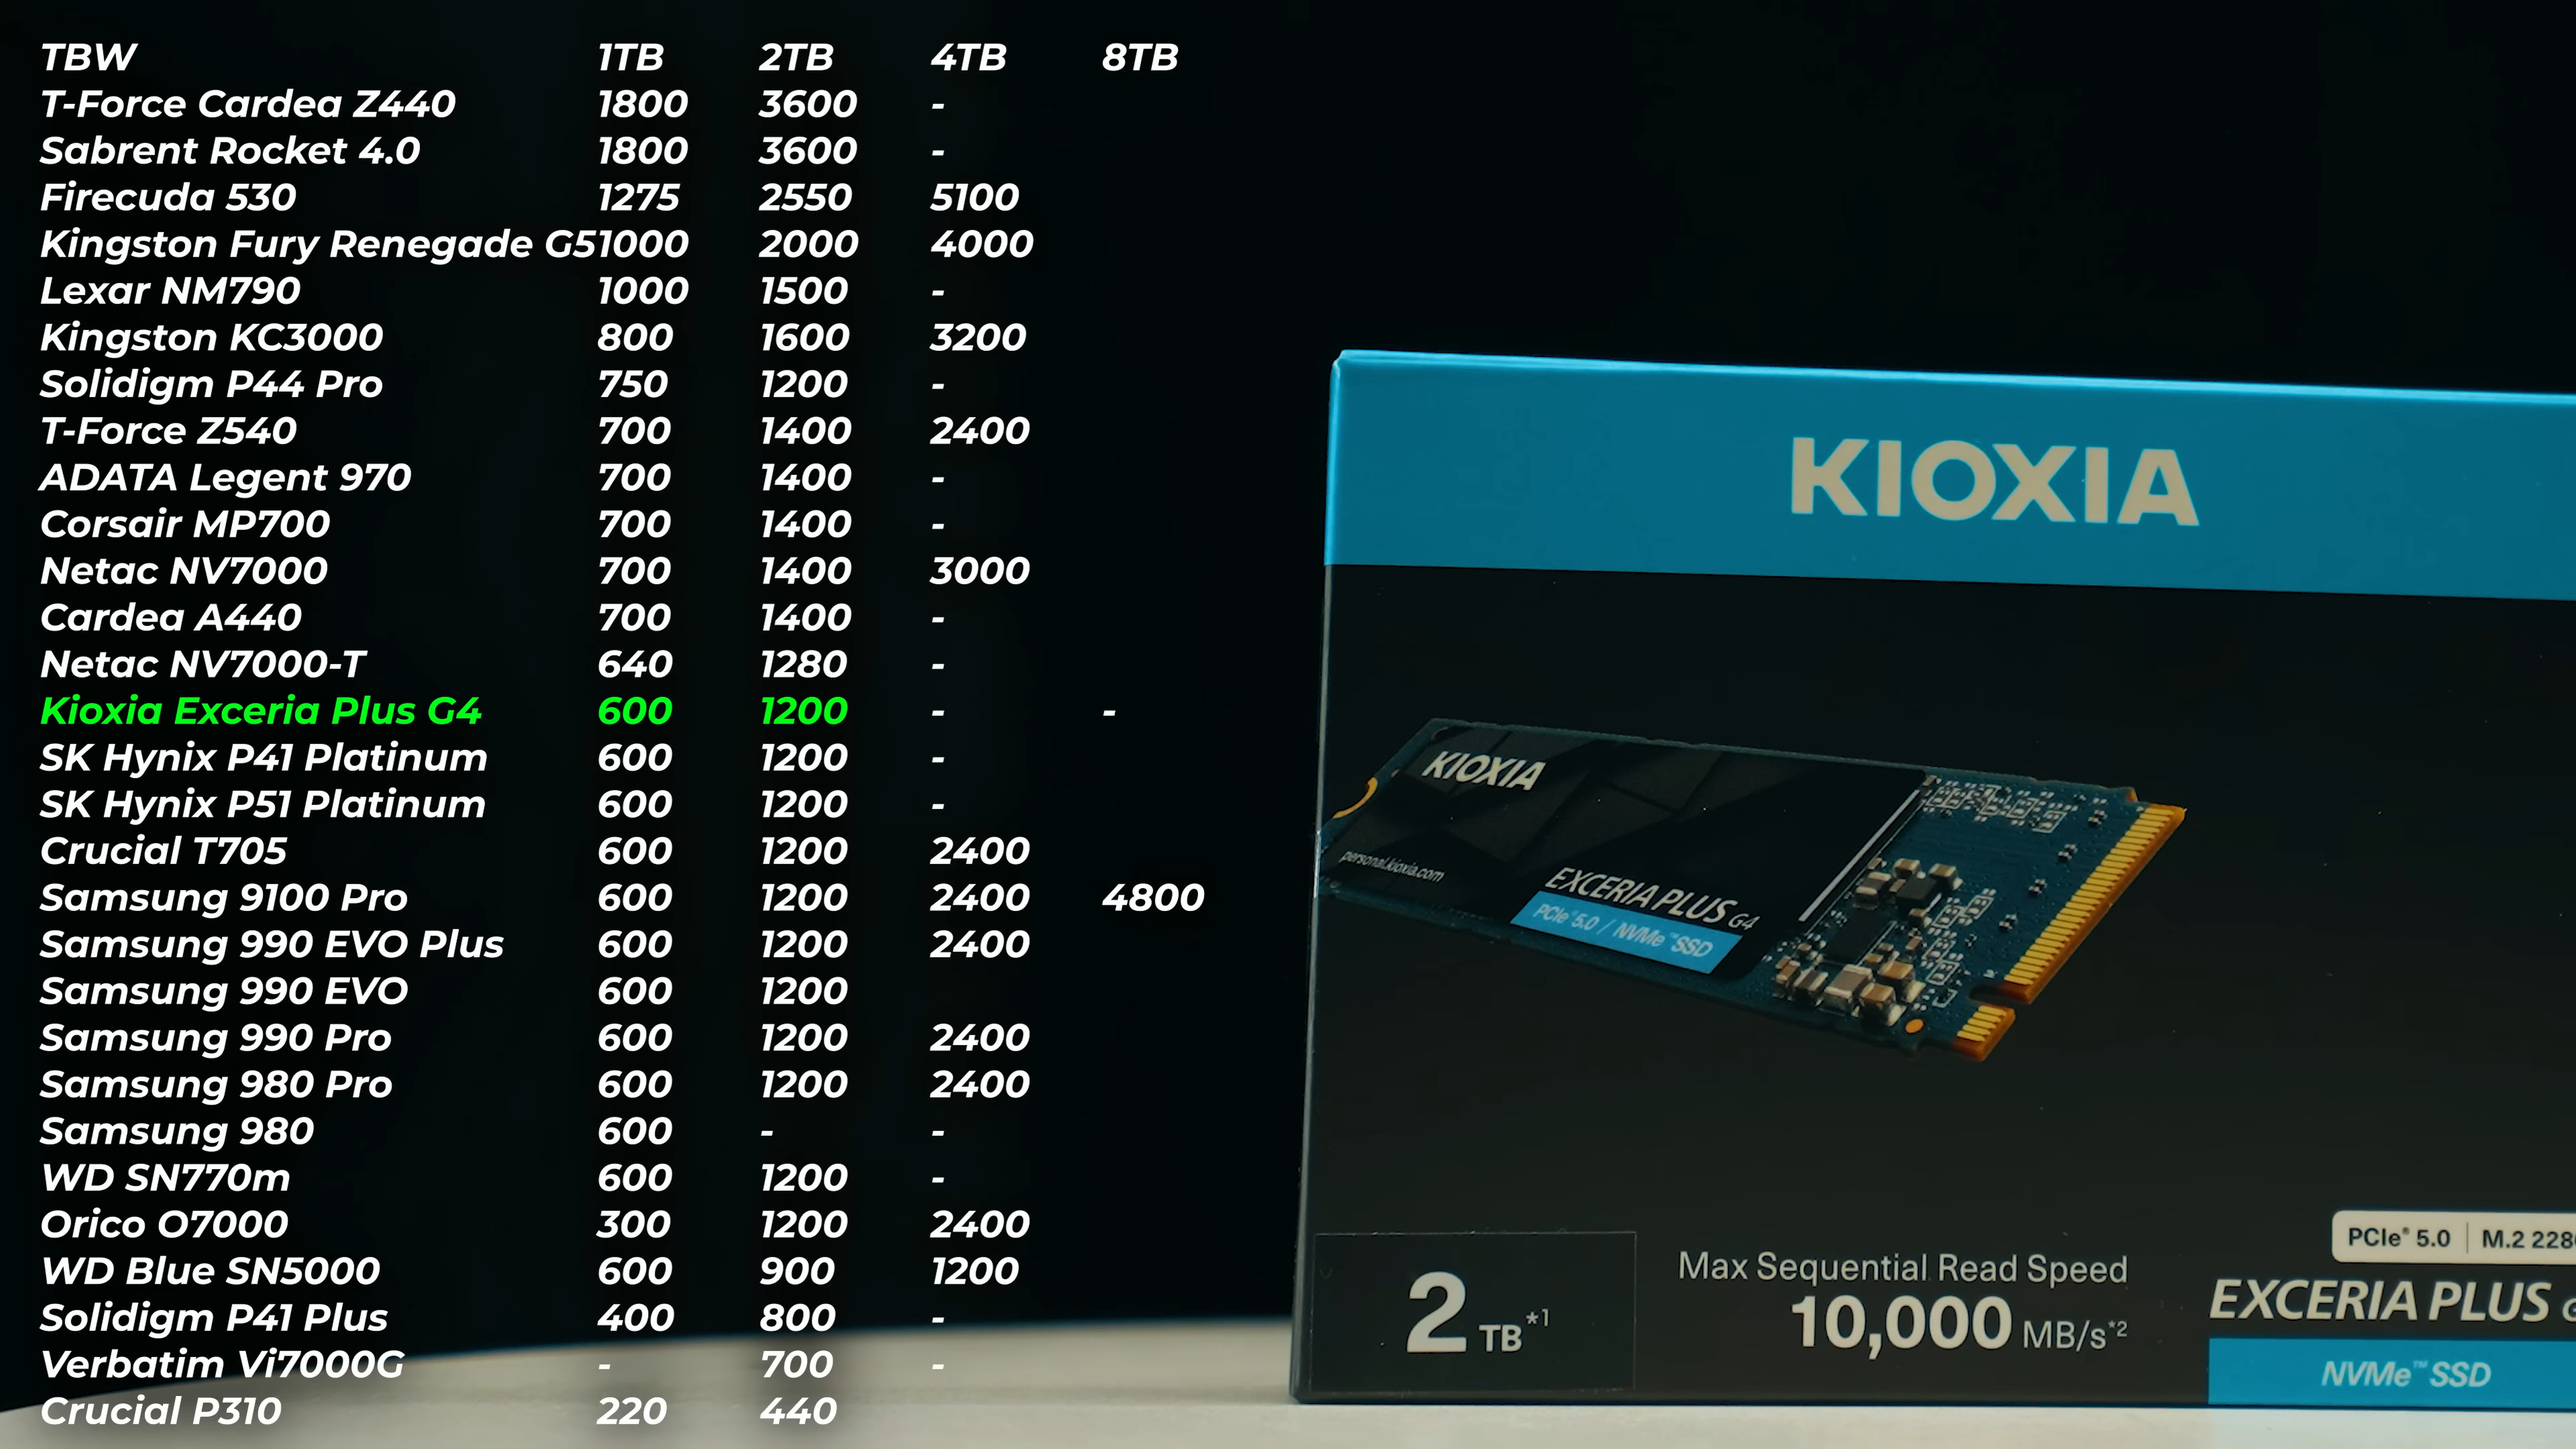 TBW 1TB 2TB 4TB 8TB
T-Force Cardea Z440 1800 3600 -
Sabrent Rocket 4.0 1800 3600 -
Firecuda 530 1275 2550 5100
Kingston Fury Renegade G5 1000 2000 4000
Lexar NM790 1000 1500 -
Kingston KC3000 800 1600 3200
Solidigm P44 Pro 750 1200 -
T-Force Z540 700 1400 2400
ADATA Legent 970 700 1400 -
Corsair MP700 700 1400 -
Netac NV7000 700 1400 3000
Cardea A440 700 1400 -
Netac NV7000-T 640 1280 -
Kioxia Exceria Plus G4 600 1200 - -
SK Hynix P41 Platinum 600 1200 -
SK Hynix P51 Platinum 600 1200 -
Crucial T705 600 1200 2400
Samsung 9100 Pro 600 1200 2400 4800
Samsung 990 EVO Plus 600 1200 2400
Samsung 990 EVO 600 1200
Samsung 990 Pro 600 1200 2400
Samsung 980 Pro 600 1200 2400
Samsung 980 600 - -
WD SN770m 600 1200 -
Orico O7000 300 1200 2400
WD Blue SN5000 600 900 1200
Solidigm P41 Plus 400 800 -
Verbatim Vi7000G - 700 -
Crucial P310 220 440
KIOXIA
KIOXIA
personal.kioxia.com
EXCERIA PLUS G4
PCIe® 5.0 / NVMe™ SSD
2 TB*1
Max Sequential Read Speed
10,000 MB/s*2
PCIe® 5.0 | M.2 228
EXCERIA PLUS
NVMe™ SSD